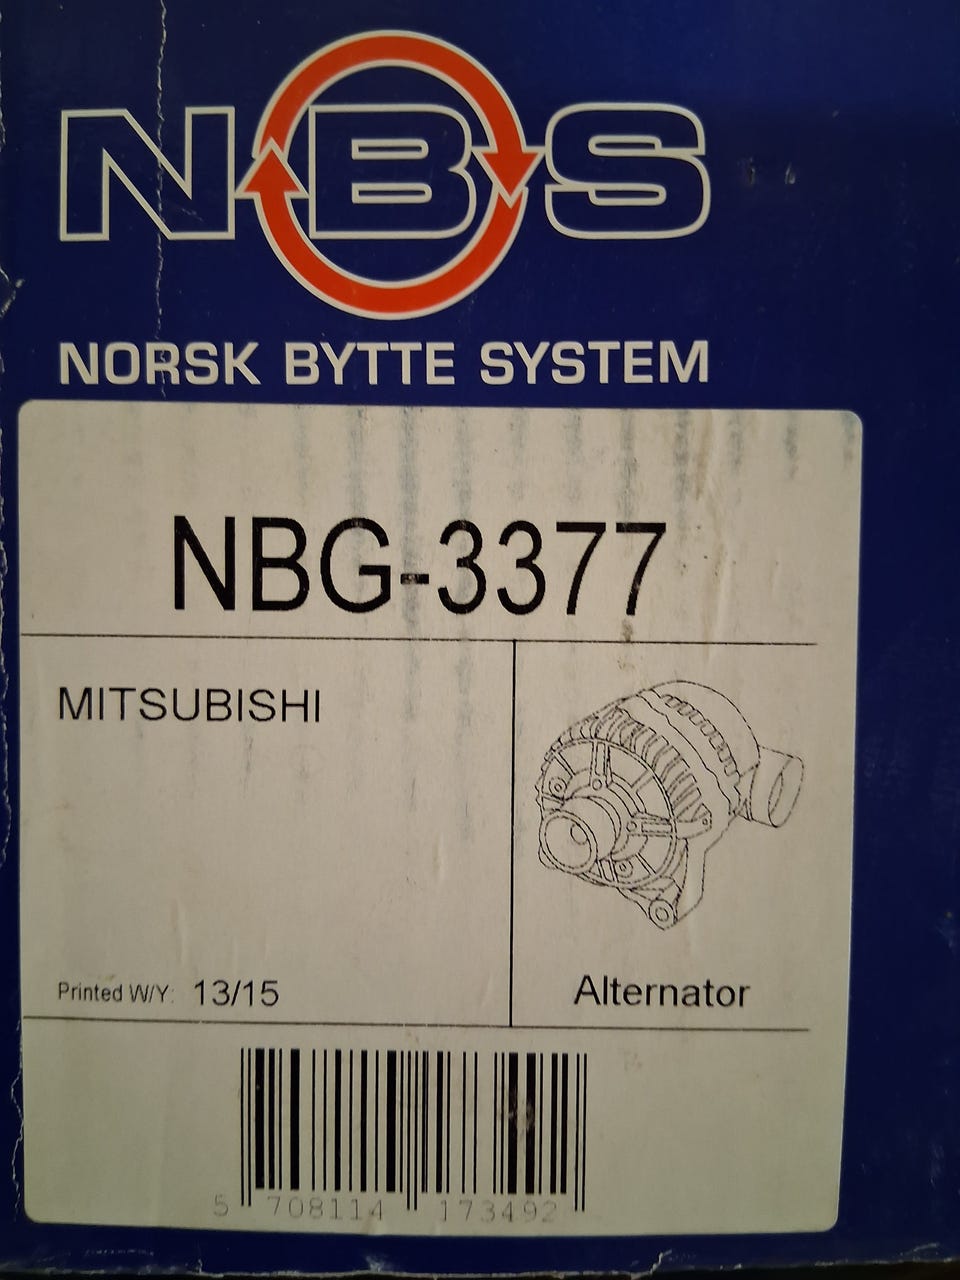 NBS
NORSK BYTTE SYSTEM
NBG-3377
MITSUBISHI
Printed W/Y: 13/15
Alternator
5 708114 173492